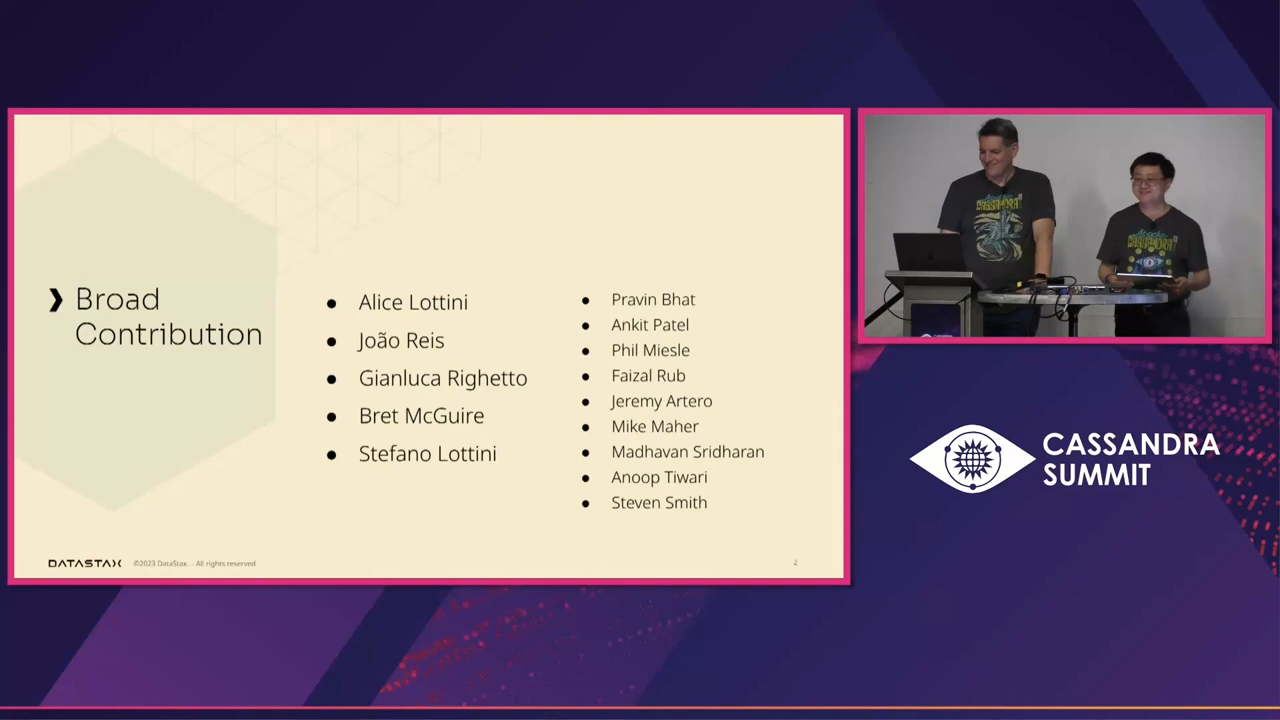 Broad
Contribution
Alice Lottini
João Reis
Gianluca Righetto
Bret McGuire
Stefano Lottini
Pravin Bhat
Ankit Patel
Phil Miesle
Faizal Rub
Jeremy Artero
Mike Maher
Madhavan Sridharan
Anoop Tiwari
Steven Smith
DATASTAX ©2023 DataStax. – All rights reserved
2
CASSANDRA
SUMMIT